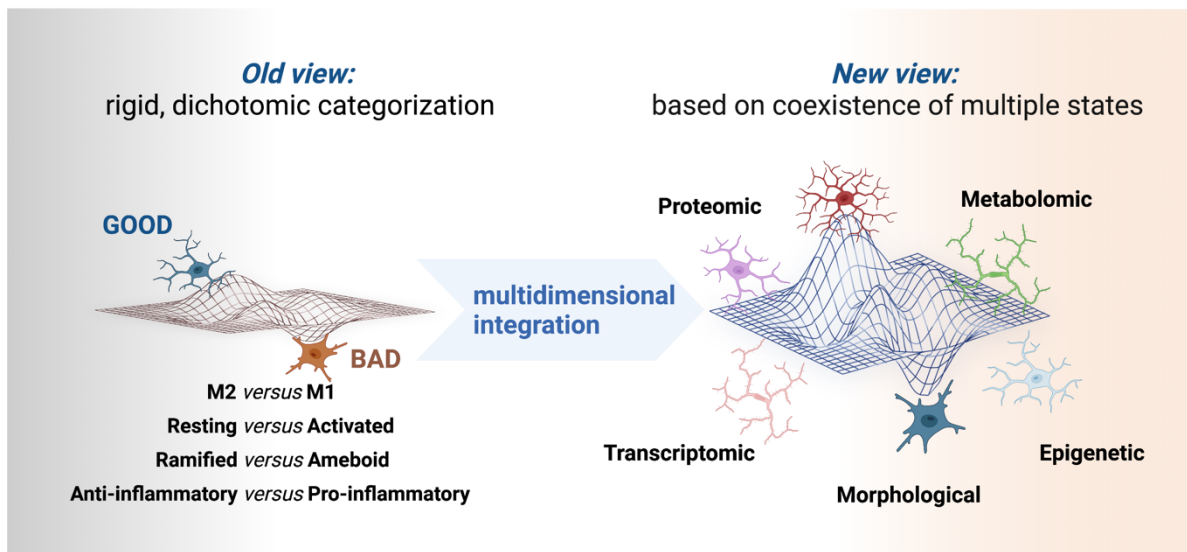 Old view:
rigid, dichotomic categorization
GOOD
BAD
M2 versus M1
Resting versus Activated
Ramified versus Ameboid
Anti-inflammatory versus Pro-inflammatory
multidimensional
integration
New view:
based on coexistence of multiple states
Proteomic
Metabolomic
Transcriptomic
Epigenetic
Morphological